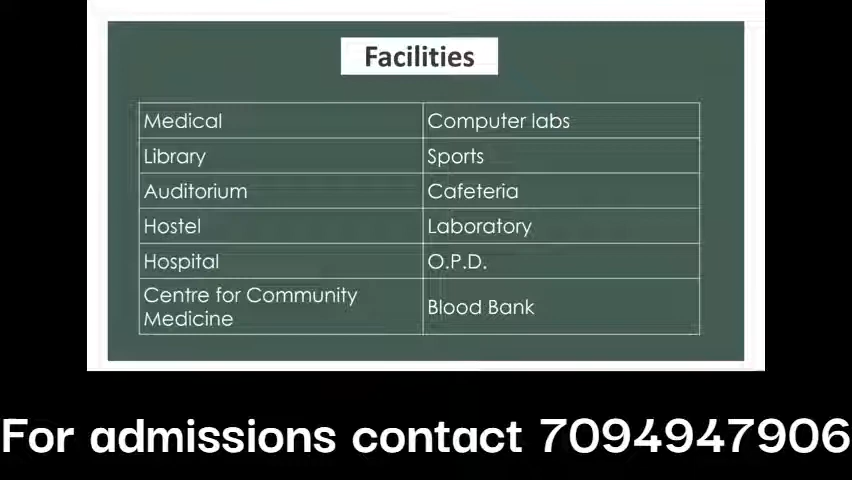 Facilities
Medical
Computer labs
Library
Sports
Auditorium
Cafeteria
Hostel
Laboratory
Hospital
O.P.D.
Centre for Community
Medicine
Blood Bank
For admissions contact 7094947906